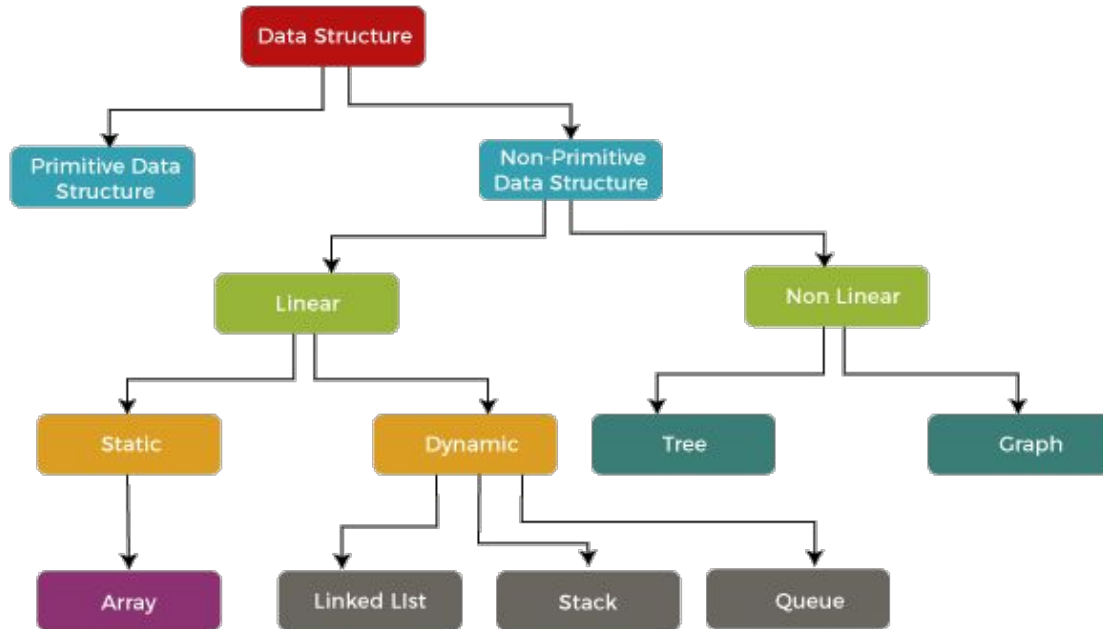 Data Structure
Primitive Data
Structure
Non-Primitive
Data Structure
Linear
Non Linear
Static
Dynamic
Tree
Graph
Array
Linked LIst
Stack
Queue